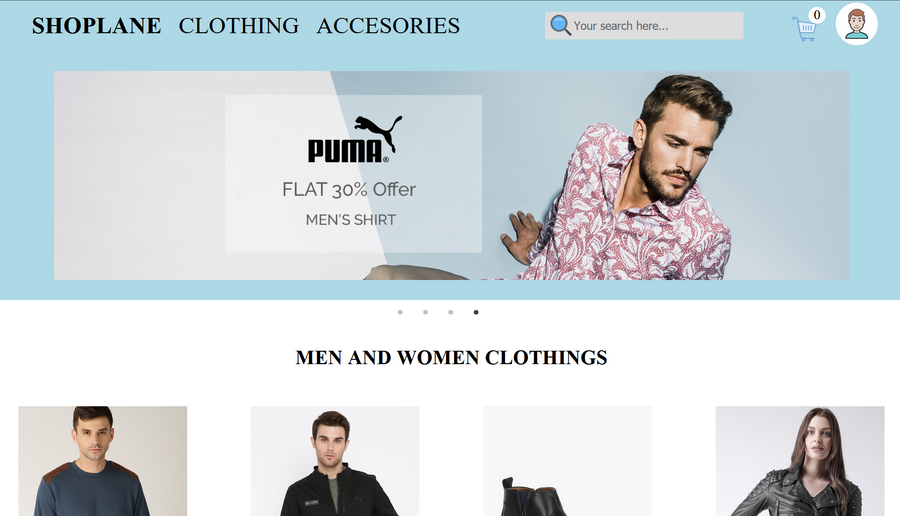 SHOPLANE CLOTHING ACCESORIES
Your search here...
0
PUMA®
FLAT 30% Offer
MEN'S SHIRT
MEN AND WOMEN CLOTHINGS